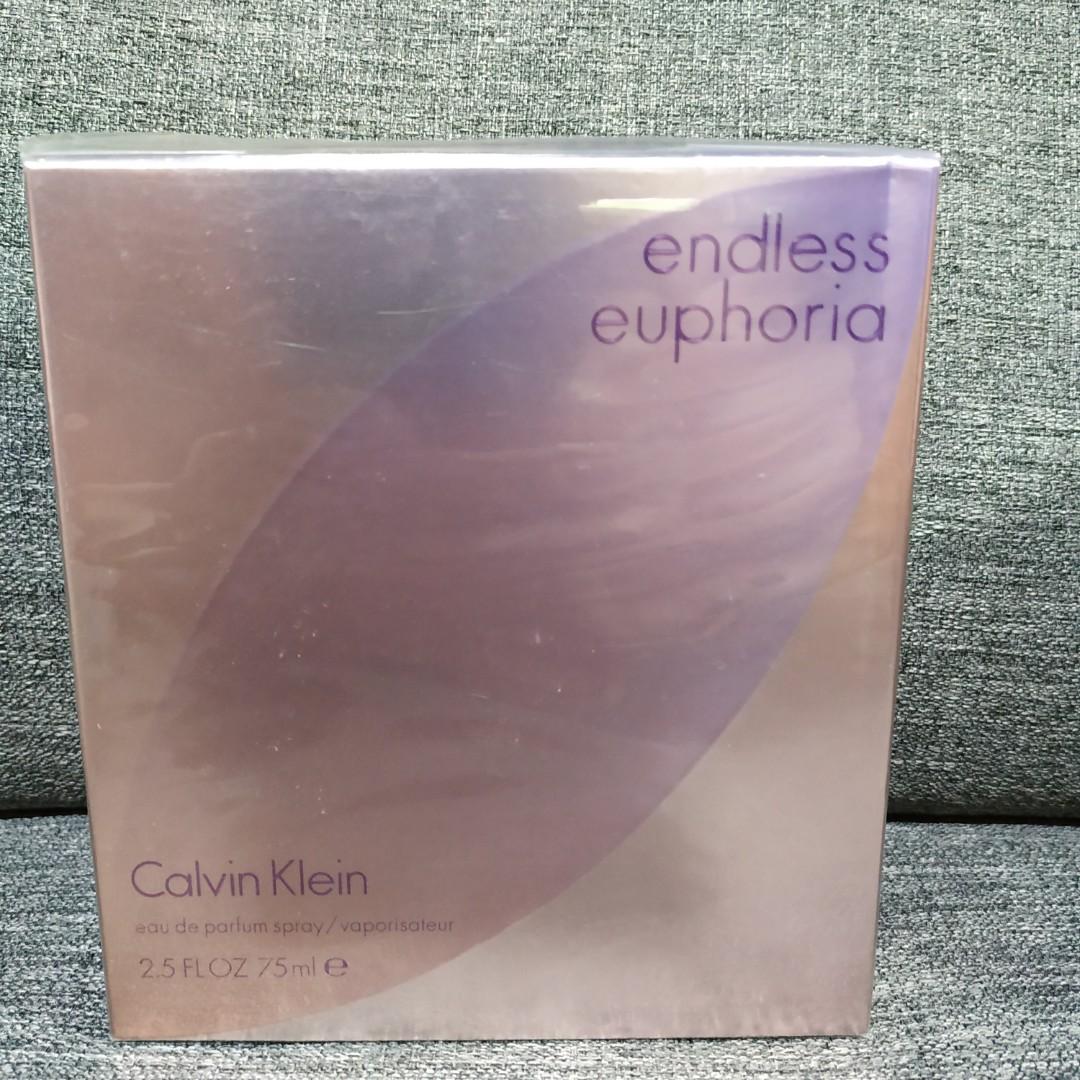 endless
euphoria
Calvin Klein
eau de parfum spray/vaporisateur
2.5 FL OZ 75ml ℮